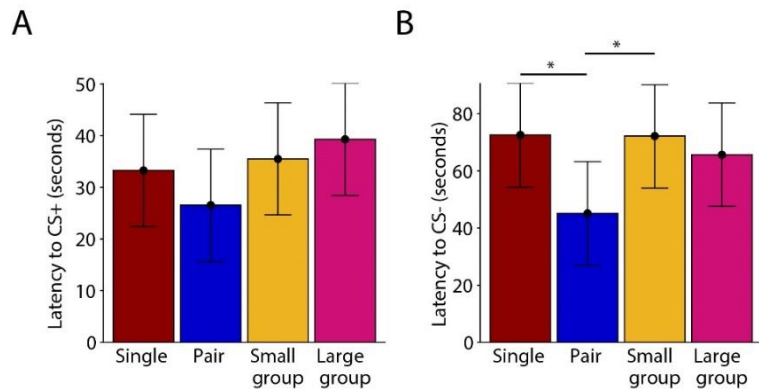 A
B
Latency to CS+ (seconds)
50
40
30
20
10
0
Single
Pair
Small group
Large group
*
*
Latency to CS- (seconds)
80
60
40
20
0
Single
Pair
Small group
Large group